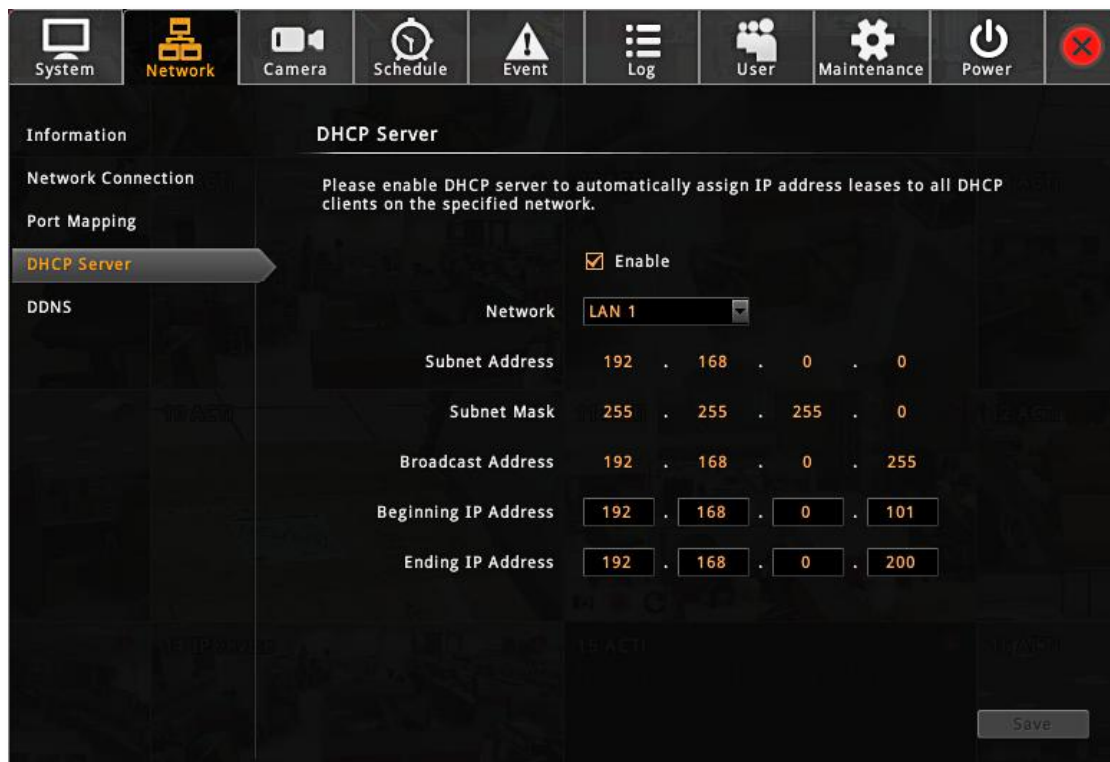 System Network Camera Schedule Event Log User Maintenance Power
Information
Network Connection
Port Mapping
DHCP Server
DDNS
DHCP Server
Please enable DHCP server to automatically assign IP address leases to all DHCP
clients on the specified network.
Enable
Network LAN 1
Subnet Address 192 . 168 . 0 . 0
Subnet Mask 255 . 255 . 255 . 0
Broadcast Address 192 . 168 . 0 . 255
Beginning IP Address 192 . 168 . 0 . 101
Ending IP Address 192 . 168 . 0 . 200
15 ACTi
Save